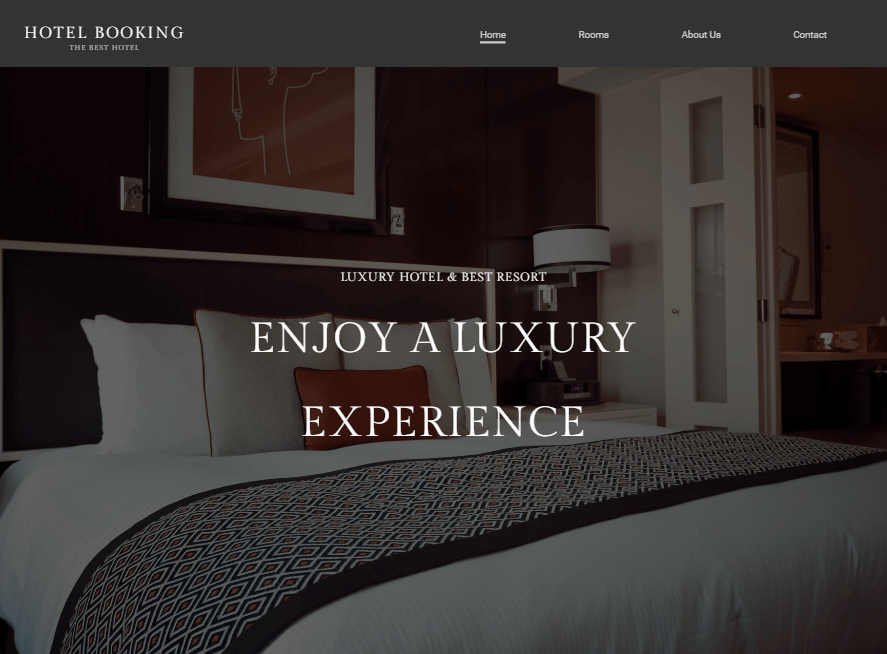 HOTEL BOOKING
THE BEST HOTEL
Home
Rooms
About Us
Contact
LUXURY HOTEL & BEST RESORT
ENJOY A LUXURY
EXPERIENCE